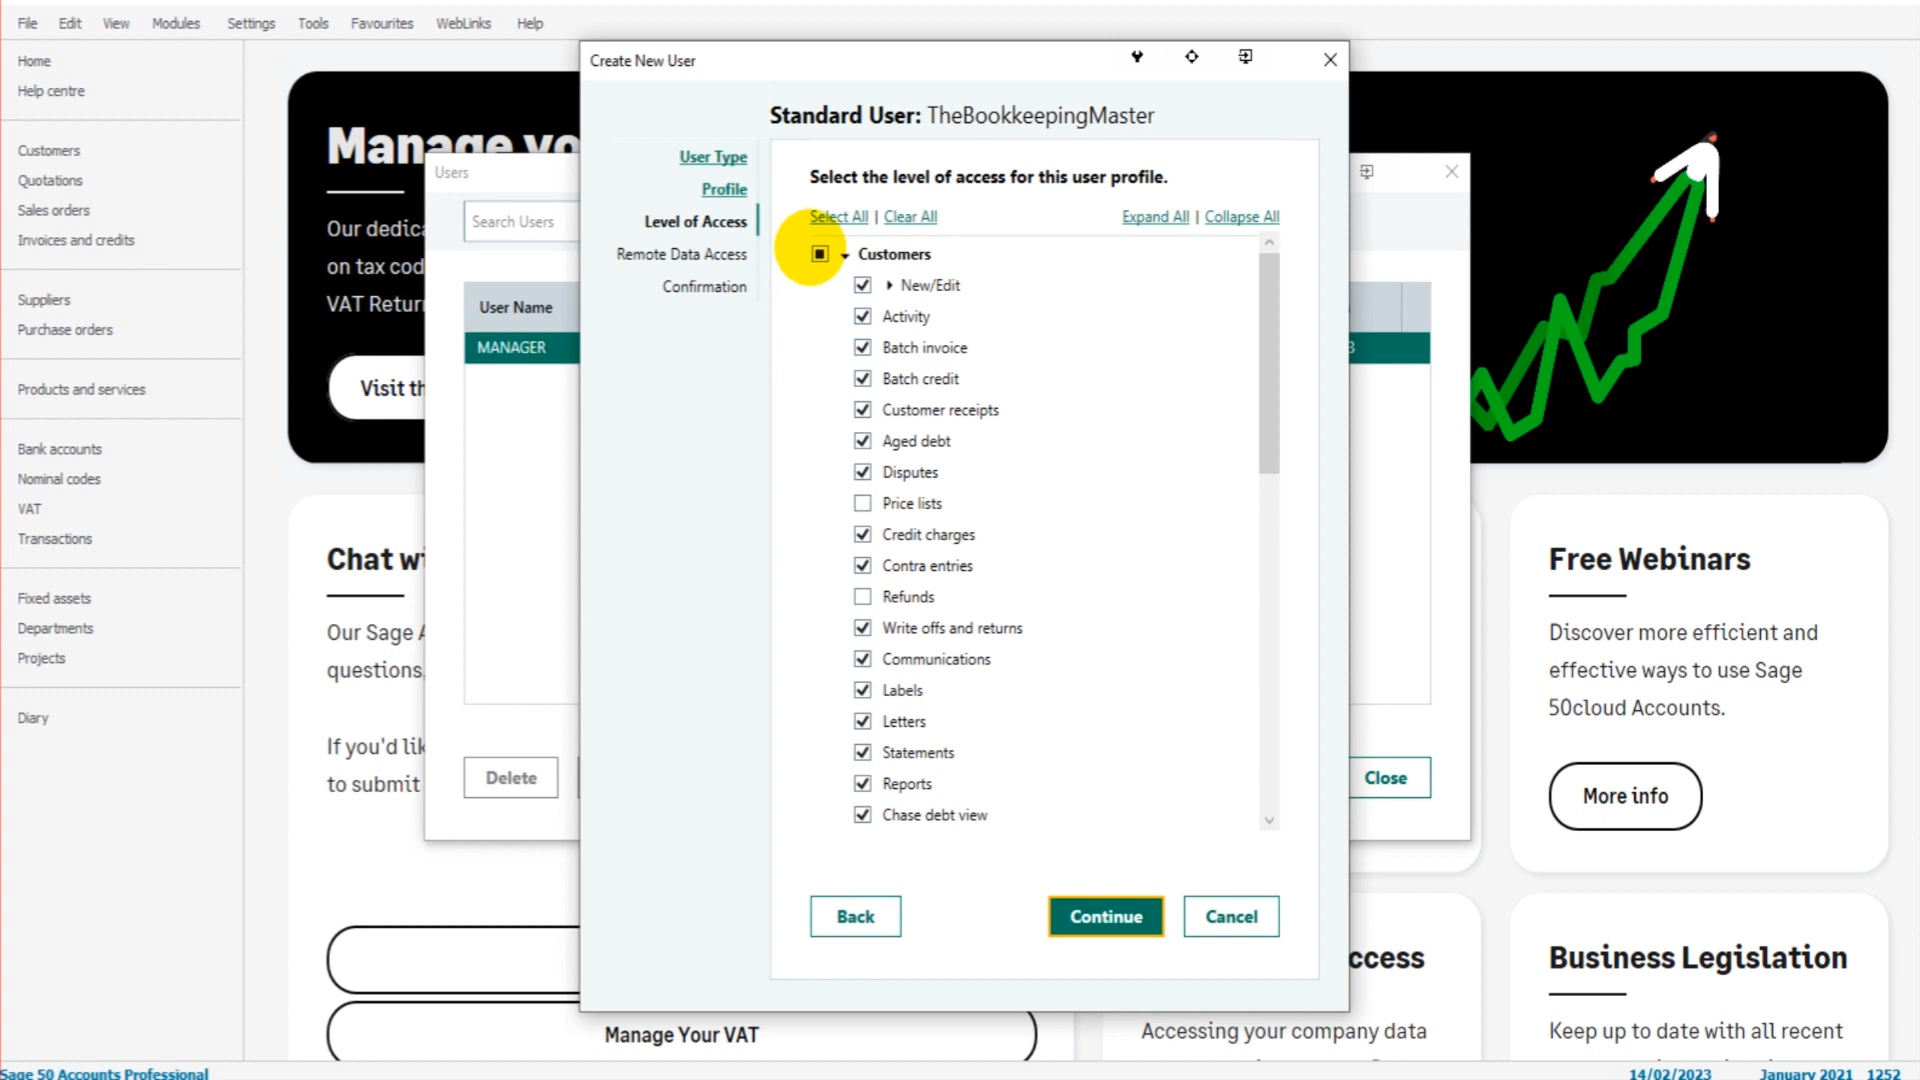 File Edit View Modules Settings Tools Favourites WebLinks Help
Home
Help centre
Customers
Quotations
Sales orders
Invoices and credits
Suppliers
Purchase orders
Products and services
Bank accounts
Nominal codes
VAT
Transactions
Fixed assets
Departments
Projects
Diary
Manage yo
Our dedica
on tax cod
VAT Return
Visit th
Chat wi
Our Sage A
questions.
If you'd lik
to submit
Manage Your VAT
Users
Search Users
User Name
MANAGER
Delete
Create New User
Standard User: TheBookkeepingMaster
User Type
Profile
Level of Access
Remote Data Access
Confirmation
Select the level of access for this user profile.
Select All | Clear All Expand All | Collapse All
Customers
New/Edit
Activity
Batch invoice
Batch credit
Customer receipts
Aged debt
Disputes
Price lists
Credit charges
Contra entries
Refunds
Write offs and returns
Communications
Labels
Letters
Statements
Reports
Chase debt view
Back Continue Cancel
3
Close
ccess
Accessing your company data
Free Webinars
Discover more efficient and
effective ways to use Sage
50cloud Accounts.
More info
Business Legislation
Keep up to date with all recent
Sage 50 Accounts Professional 14/02/2023 January 2021 1252